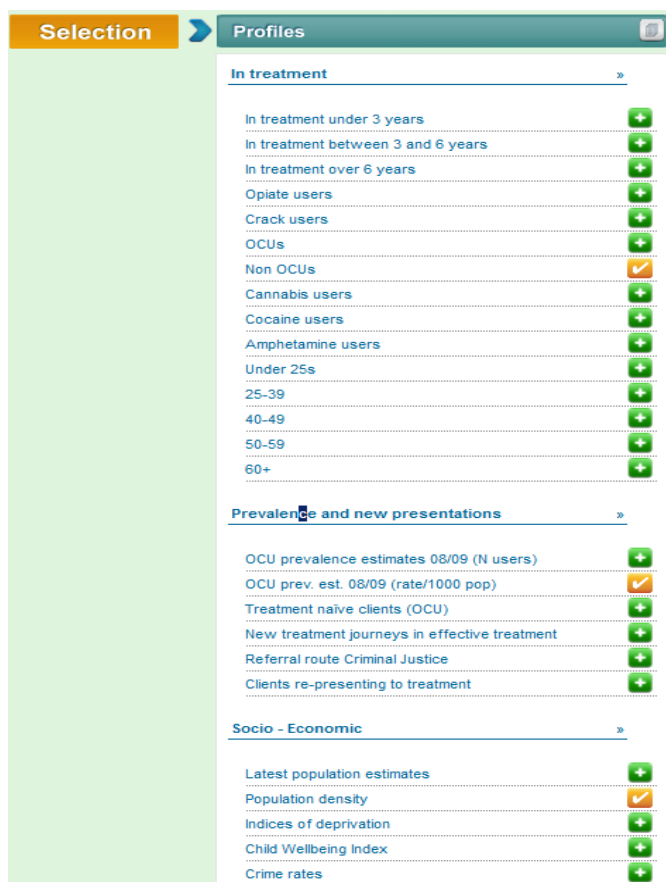 Selection
Profiles
In treatment »
In treatment under 3 years
In treatment between 3 and 6 years
In treatment over 6 years
Opiate users
Crack users
OCUs
Non OCUs
Cannabis users
Cocaine users
Amphetamine users
Under 25s
25-39
40-49
50-59
60+
Prevalence and new presentations »
OCU prevalence estimates 08/09 (N users)
OCU prev. est. 08/09 (rate/1000 pop)
Treatment naïve clients (OCU)
New treatment journeys in effective treatment
Referral route Criminal Justice
Clients re-presenting to treatment
Socio - Economic »
Latest population estimates
Population density
Indices of deprivation
Child Wellbeing Index
Crime rates